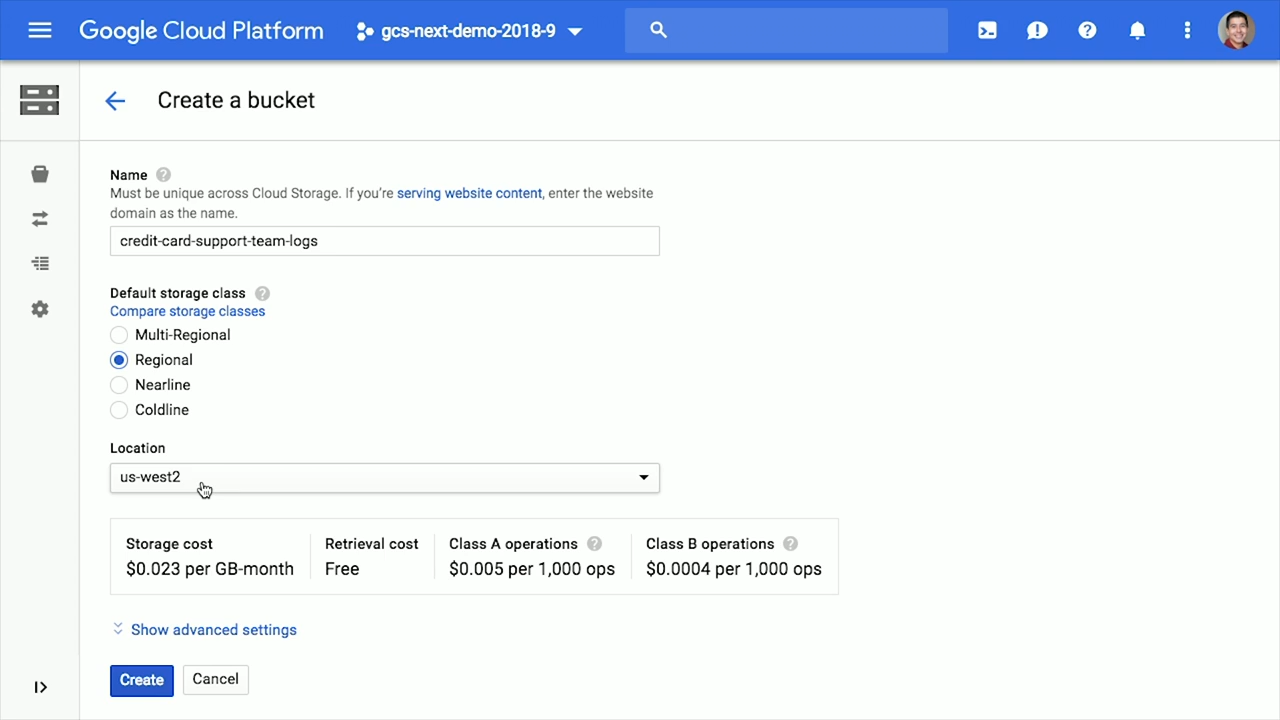 Google Cloud Platform
gcs-next-demo-2018-9
Create a bucket
Name
Must be unique across Cloud Storage. If you're serving website content, enter the website
domain as the name.
credit-card-support-team-logs
Default storage class
Compare storage classes
Multi-Regional
Regional
Nearline
Coldline
Location
us-west2
Storage cost
$0.023 per GB-month
Retrieval cost
Free
Class A operations
$0.005 per 1,000 ops
Class B operations
$0.0004 per 1,000 ops
Show advanced settings
Create
Cancel